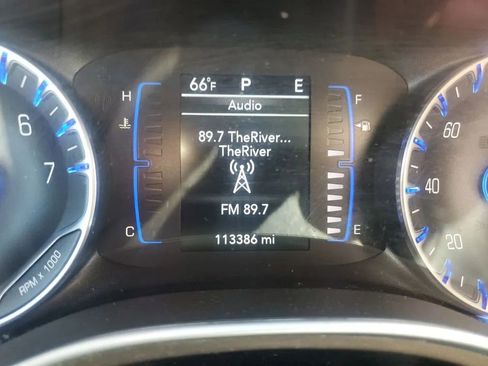 66°F P E
Audio
H F
89.7 TheRiver...
TheRiver
FM 89.7
C E
113386 mi
6
7
RPM x 1000
60
40
20